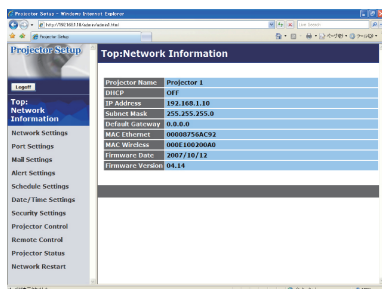 Projector Setup - Windows Internet Explorer
Projector Setup
Projector Setup
Logoff
Top:
Network
Information
Network Settings
Port Settings
Mail Settings
Alert Settings
Schedule Settings
Date/Time Settings
Security Settings
Projector Control
Remote Control
Projector Status
Network Restart
Top:Network Information
Projector Name Projector 1
DHCP OFF
IP Address 192.168.1.10
Subnet Mask 255.255.255.0
Default Gateway 0.0.0.0
MAC Ethernet 00008756AC92
MAC Wireless 000E100200A0
Firmware Date 2007/10/12
Firmware Version 04.14